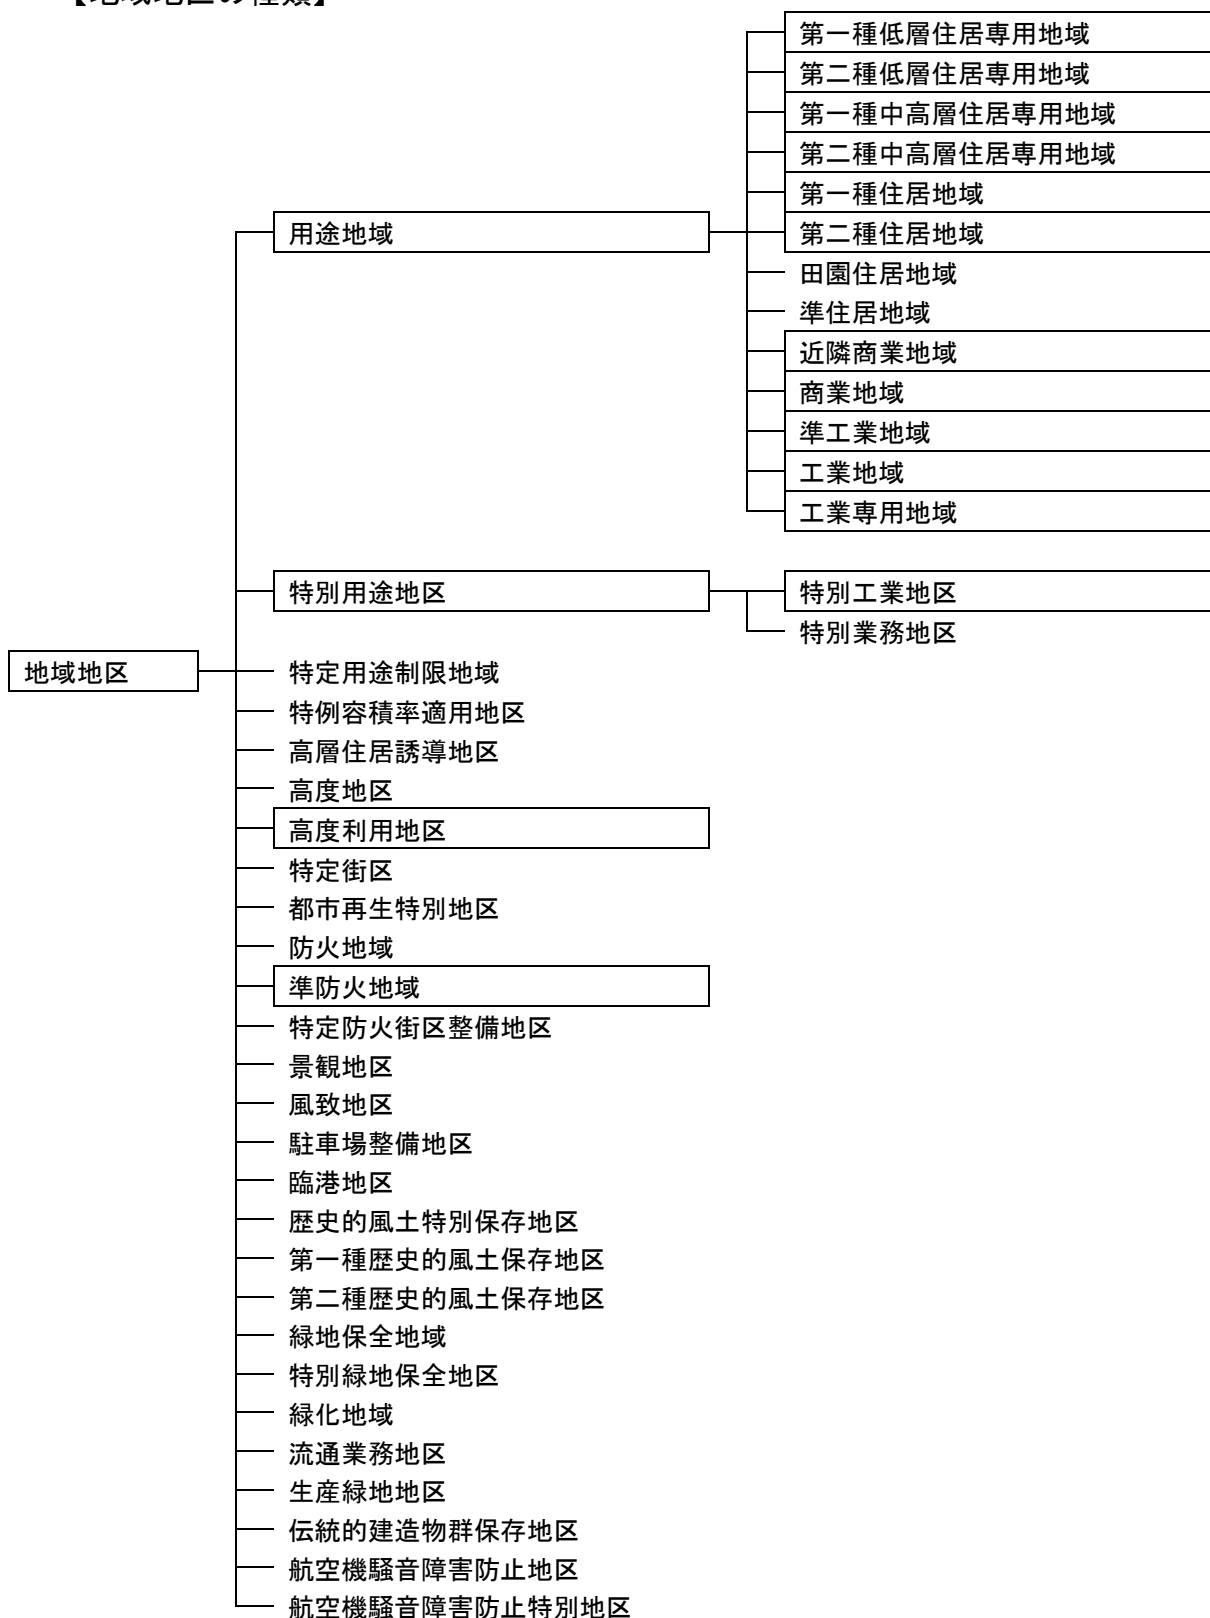 【地域地区の種類】
第一種低層住居専用地域
第二種低層住居専用地域
第一種中高層住居専用地域
第二種中高層住居専用地域
第一種住居地域
用途地域
第二種住居地域
田園住居地域
準住居地域
近隣商業地域
商業地域
準工業地域
工業地域
工業専用地域
特別用途地区
特別工業地区
特別業務地区
地域地区
特定用途制限地域
特例容積率適用地区
高層住居誘導地区
高度地区
高度利用地区
特定街区
都市再生特別地区
防火地域
準防火地域
特定防火街区整備地区
景観地区
風致地区
駐車場整備地区
臨港地区
歴史的風土特別保存地区
第一種歴史的風土保存地区
第二種歴史的風土保存地区
緑地保全地域
特別緑地保全地区
緑化地域
流通業務地区
生産緑地地区
伝統的建造物群保存地区
航空機騒音障害防止地区
航空機騒音障害防止特別地区